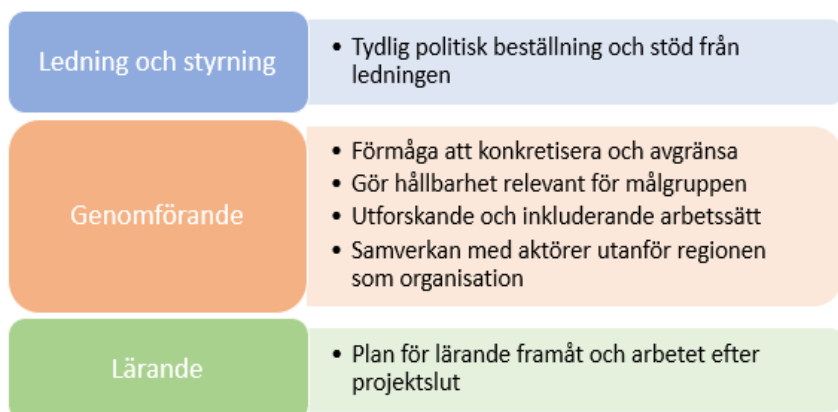 Ledning och styrning
• Tydlig politisk beställning och stöd från
ledningen
Genomförande
• Förmåga att konkretisera och avgränsa
• Gör hållbarhet relevant för målgruppen
• Utforskande och inkluderande arbetssätt
• Samverkan med aktörer utanför regionen
som organisation
Lärande
• Plan för lärande framåt och arbetet efter
projektslut